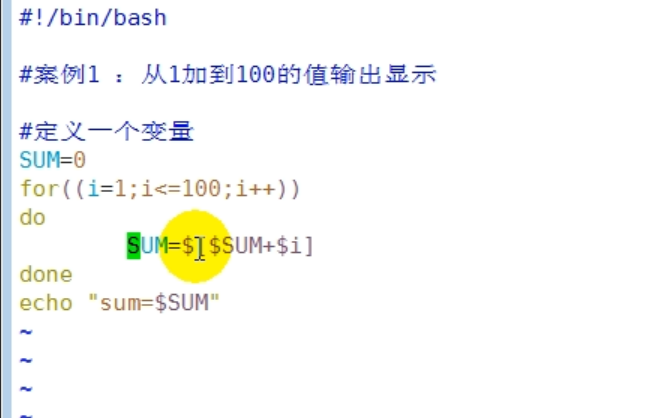 #!/bin/bash
#案例1 ：从1加到100的值输出显示
#定义一个变量
SUM=0
for((i=1;i<=100;i++))
do
SUM=$[$SUM+$i]
done
echo "sum=$SUM"
~
~
~
~